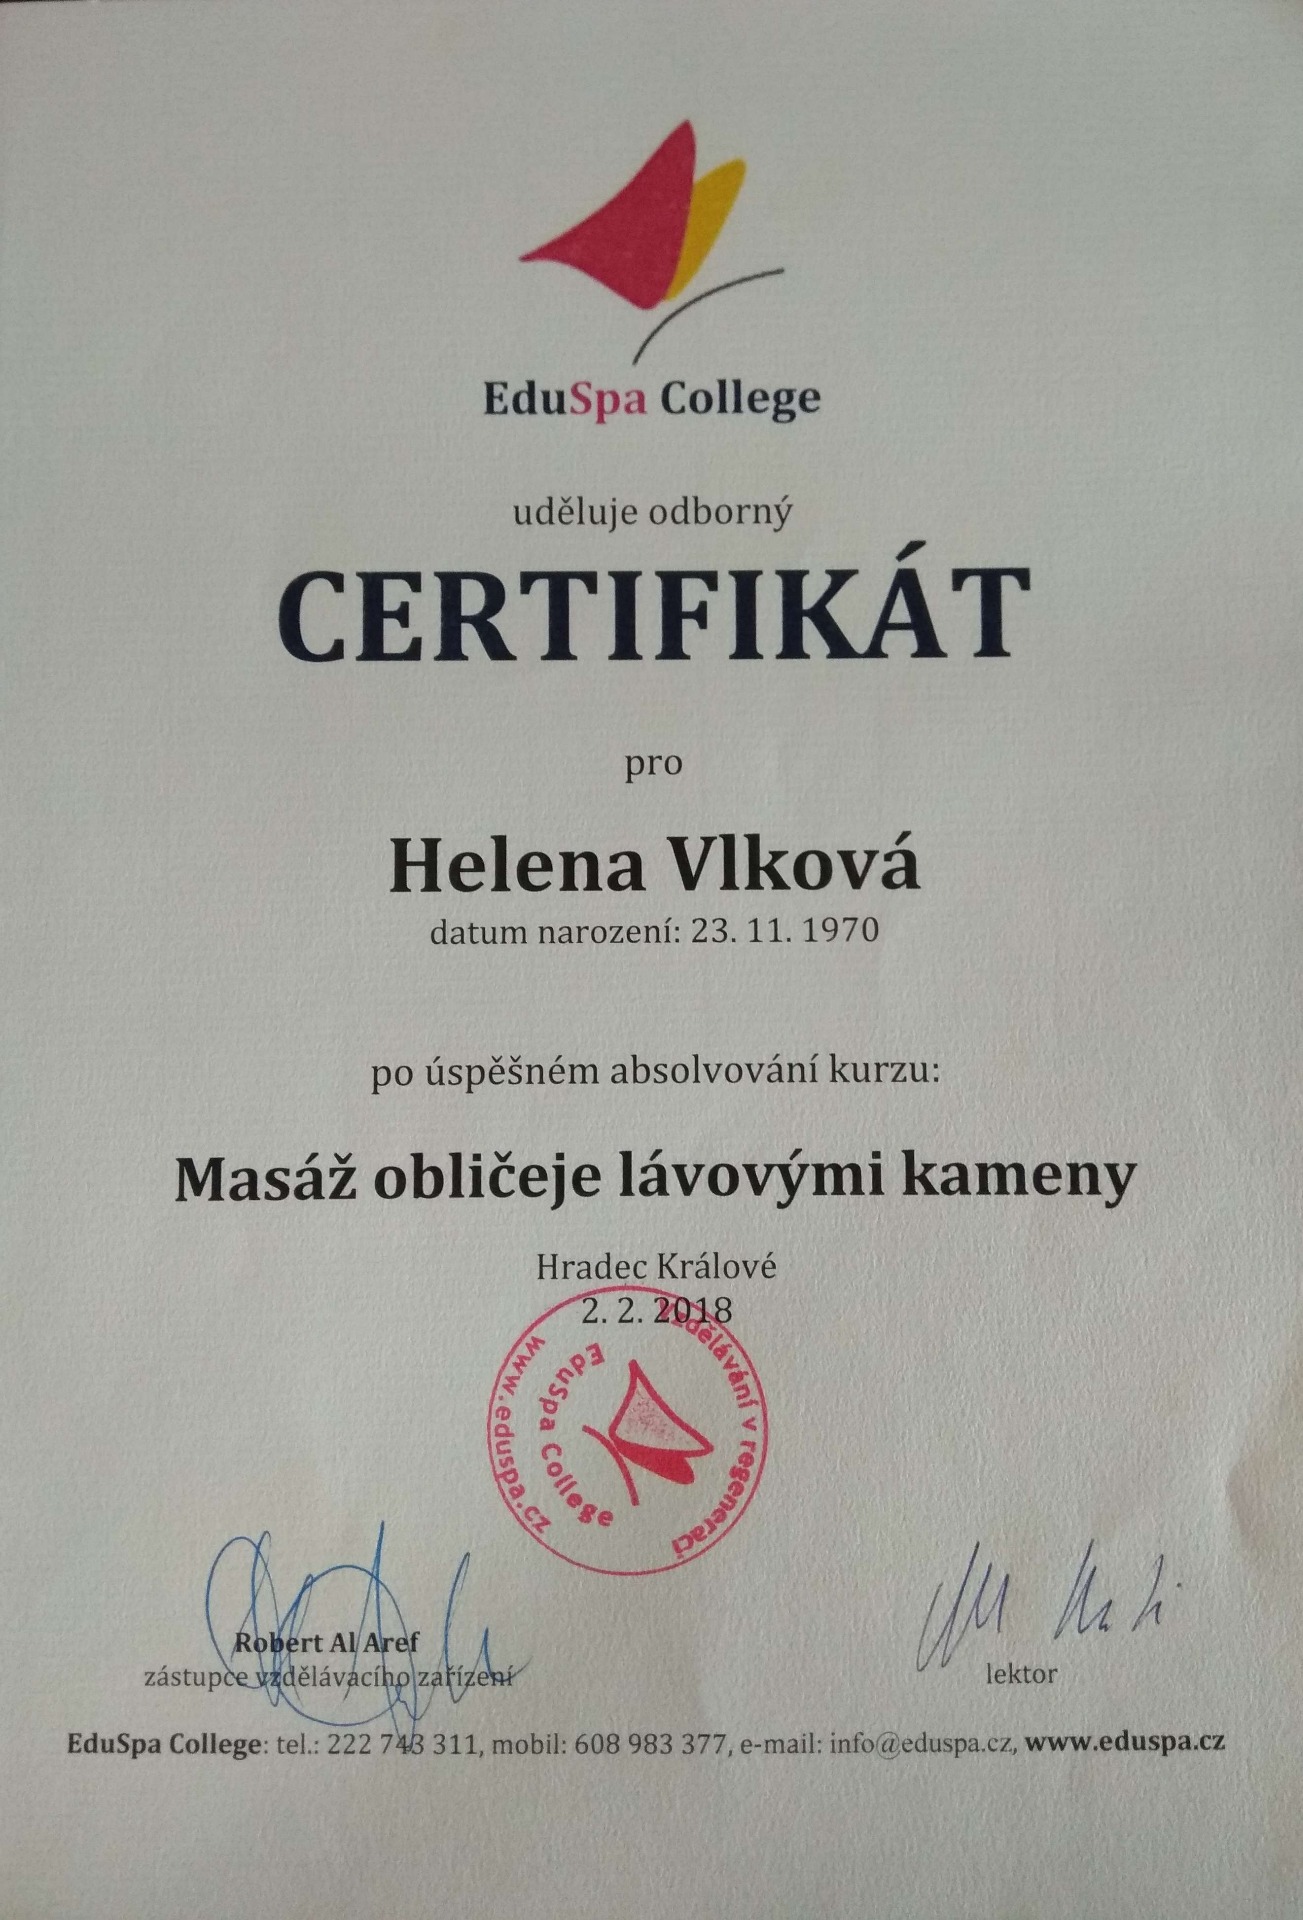 EduSpa College
uděluje odborný
CERTIFIKÁT
pro
Helena Vlková
datum narození: 23. 11. 1970
po úspěšném absolvování kurzu:
Masáž obličeje lávovými kameny
Hradec Králové
2. 2. 2018
Vzdělávání v regeneraci
www.eduspa.cz
EduSpa College
Robert Al Aref
zástupce vzdělávacího zařízení
lektor
EduSpa College: tel.: 222 743 311, mobil: 608 983 377, e-mail: info@eduspa.cz, www.eduspa.cz